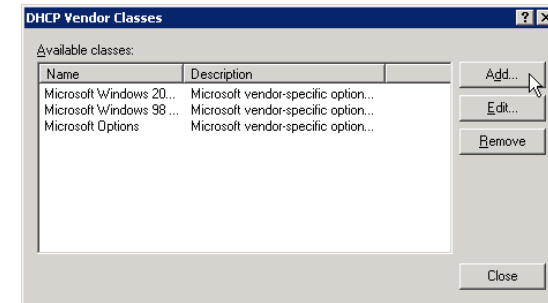 DHCP Vendor Classes
Available classes:
Name Description
Microsoft Windows 20... Microsoft vendor-specific option...
Microsoft Windows 98 ... Microsoft vendor-specific option...
Microsoft Options Microsoft vendor-specific option...
Add...
Edit...
Remove
Close